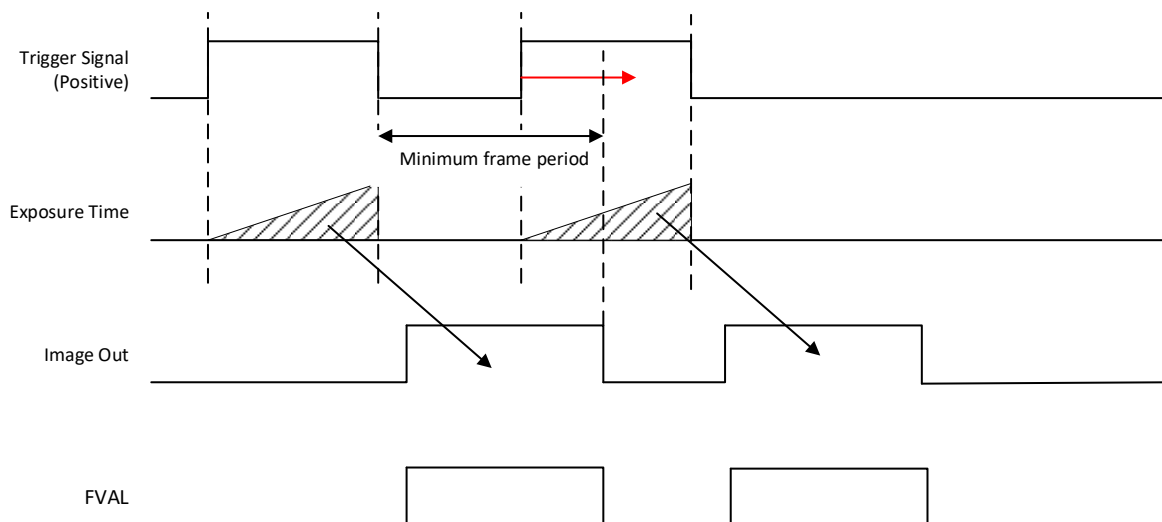 Trigger Signal
(Positive)
Minimum frame period
Exposure Time
Image Out
FVAL